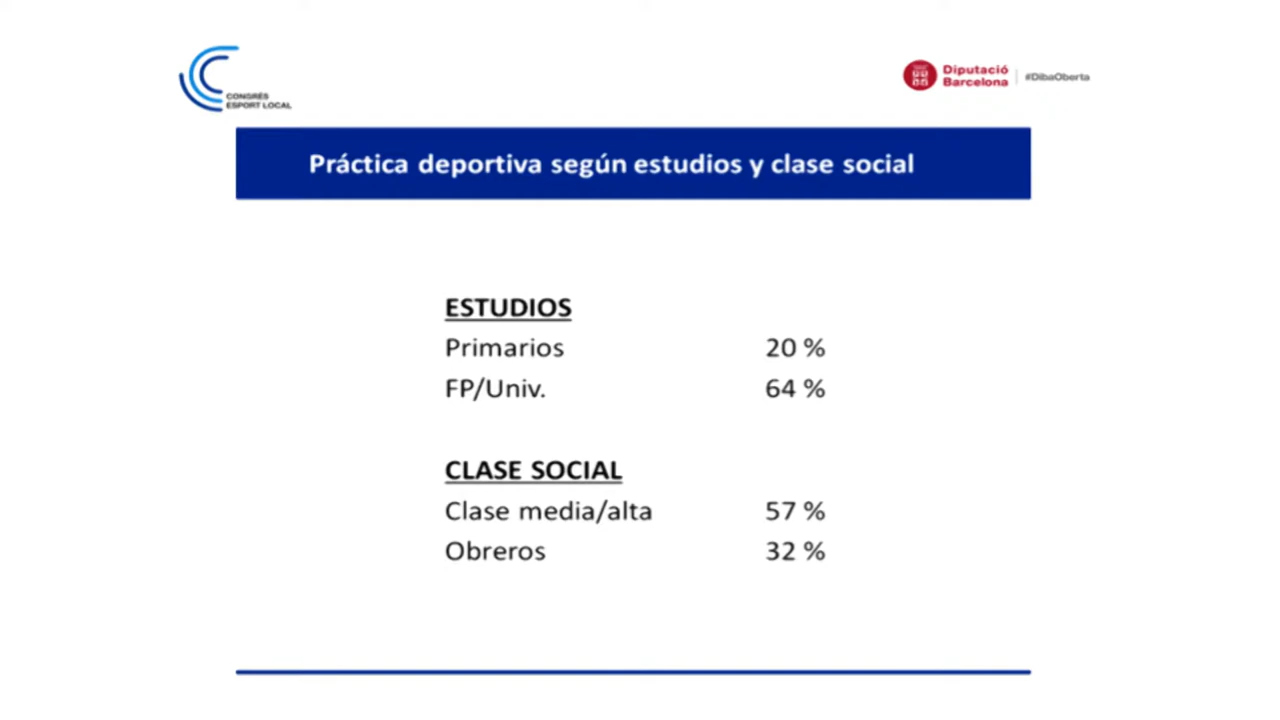 CONGRÉS
ESPORT LOCAL
Diputació
Barcelona
#DibaOberta
Práctica deportiva según estudios y clase social
ESTUDIOS
Primarios 20 %
FP/Univ. 64 %
CLASE SOCIAL
Clase media/alta 57 %
Obreros 32 %